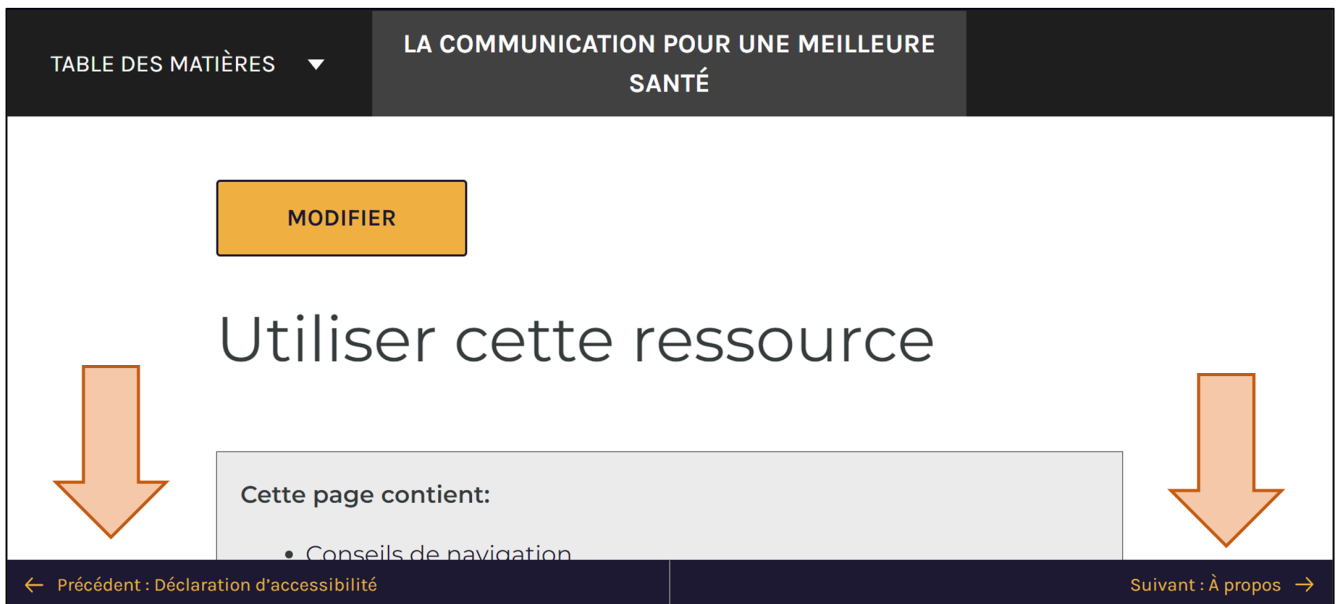 TABLE DES MATIÈRES
LA COMMUNICATION POUR UNE MEILLEURE
SANTÉ
MODIFIER
Utiliser cette ressource
Cette page contient:
• Conseils de navigation
← Précédent : Déclaration d’accessibilité
Suivant : À propos →